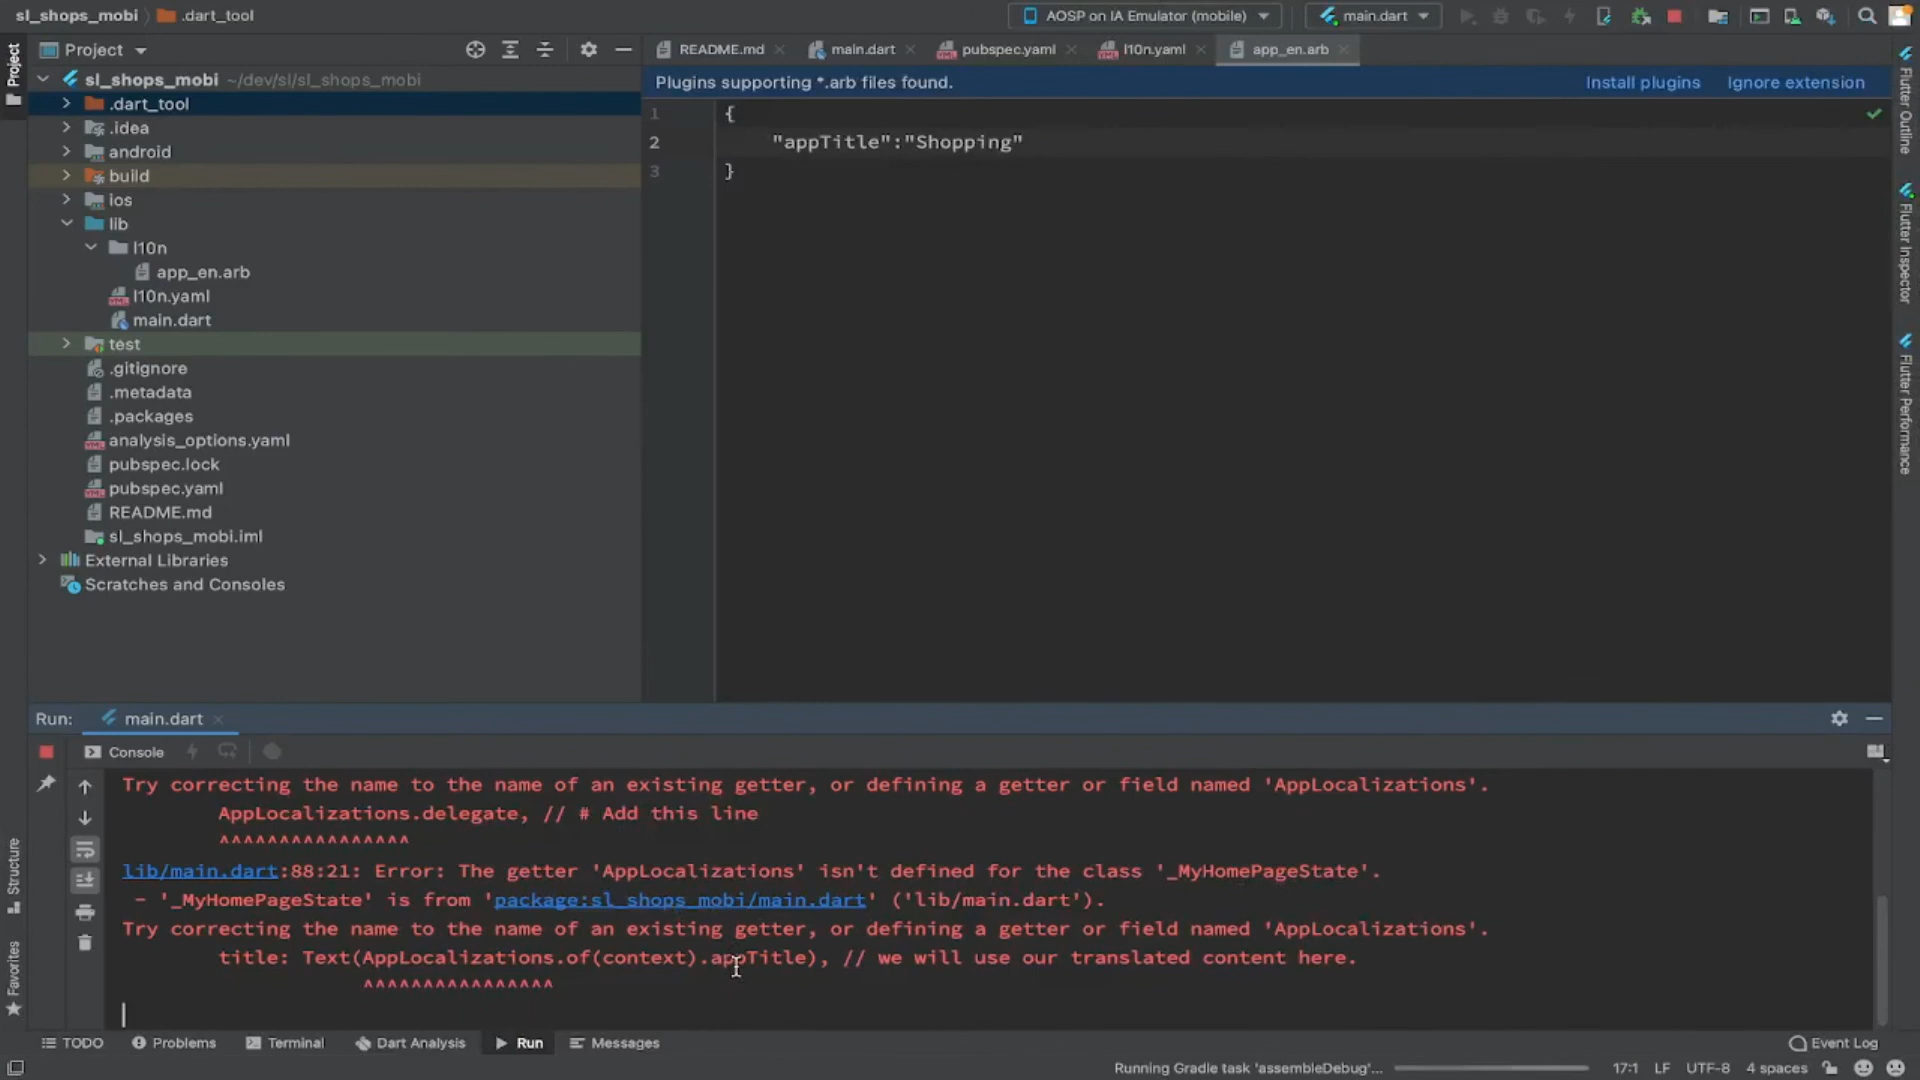 sl_shops_mobi .dart_tool
AOSP on IA Emulator (mobile)
main.dart
Project
README.md
main.dart
pubspec.yaml
l10n.yaml
app_en.arb
Project
sl_shops_mobi ~/dev/sl/sl_shops_mobi
.dart_tool
.idea
android
build
ios
lib
l10n
app_en.arb
l10n.yaml
main.dart
test
.gitignore
.metadata
.packages
analysis_options.yaml
pubspec.lock
pubspec.yaml
README.md
sl_shops_mobi.iml
External Libraries
Scratches and Consoles
Plugins supporting *.arb files found.
Install plugins
Ignore extension
1 {
2 "appTitle":"Shopping"
3 }
Flutter Outline
Flutter Inspector
Flutter Performance
Run: main.dart
Console
Try correcting the name to the name of an existing getter, or defining a getter or field named 'AppLocalizations'.
AppLocalizations.delegate, // # Add this line
^^^^^^^^^^^^^^^^
lib/main.dart:88:21: Error: The getter 'AppLocalizations' isn't defined for the class '_MyHomePageState'.
- '_MyHomePageState' is from 'package:sl_shops_mobi/main.dart' ('lib/main.dart').
Try correcting the name to the name of an existing getter, or defining a getter or field named 'AppLocalizations'.
title: Text(AppLocalizations.of(context).appTitle), // we will use our translated content here.
^^^^^^^^^^^^^^^^
Structure
Favorites
TODO
Problems
Terminal
Dart Analysis
Run
Messages
Event Log
Running Gradle task 'assembleDebug'...
17:1 LF UTF-8 4 spaces